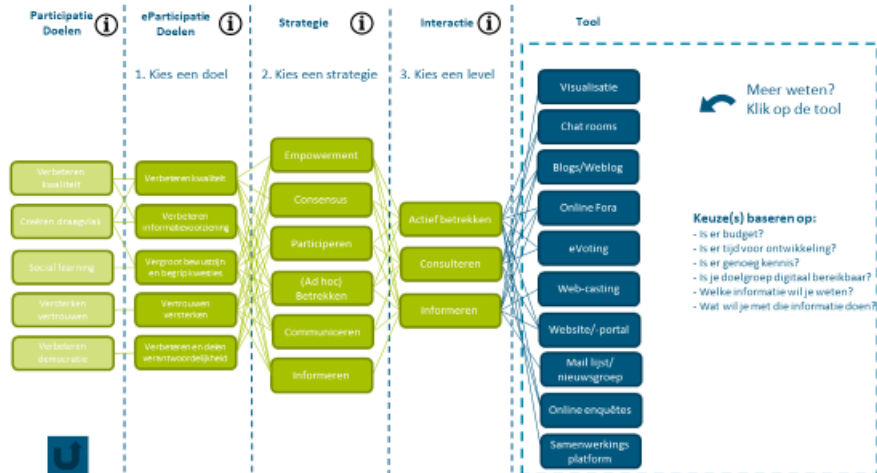 Participatie
Doelen
eParticipatie
Doelen
Strategie
Interactie
Tool
1. Kies een doel
2. Kies een strategie
3. Kies een level
Verbeteren
kwaliteit
Creëren draagvlak
Social learning
Versterken
vertrouwen
Verbeteren
democratie
Verbeteren kwaliteit
Verbeteren
informatievoorziening
Vergroot bewustzijn
en begrip kwesties
Vertrouwen
versterken
Verbeteren en delen
verantwoordelijkheid
Empowerment
Consensus
Participeren
(Ad hoc)
Betrekken
Communiceren
Informeren
Actief betrekken
Consulteren
Informeren
Visualisatie
Chat rooms
Blogs/Weblog
Online Fora
eVoting
Web-casting
Website/-portal
Mail lijst/
nieuwsgroep
Online enquêtes
Samenwerkings
platform
Meer weten?
Klik op de tool
Keuze(s) baseren op:
- Is er budget?
- Is er tijd voor ontwikkeling?
- Is er genoeg kennis?
- Is je doelgroep digitaal bereikbaar?
- Welke informatie wil je weten?
- Wat wil je met die informatie doen?